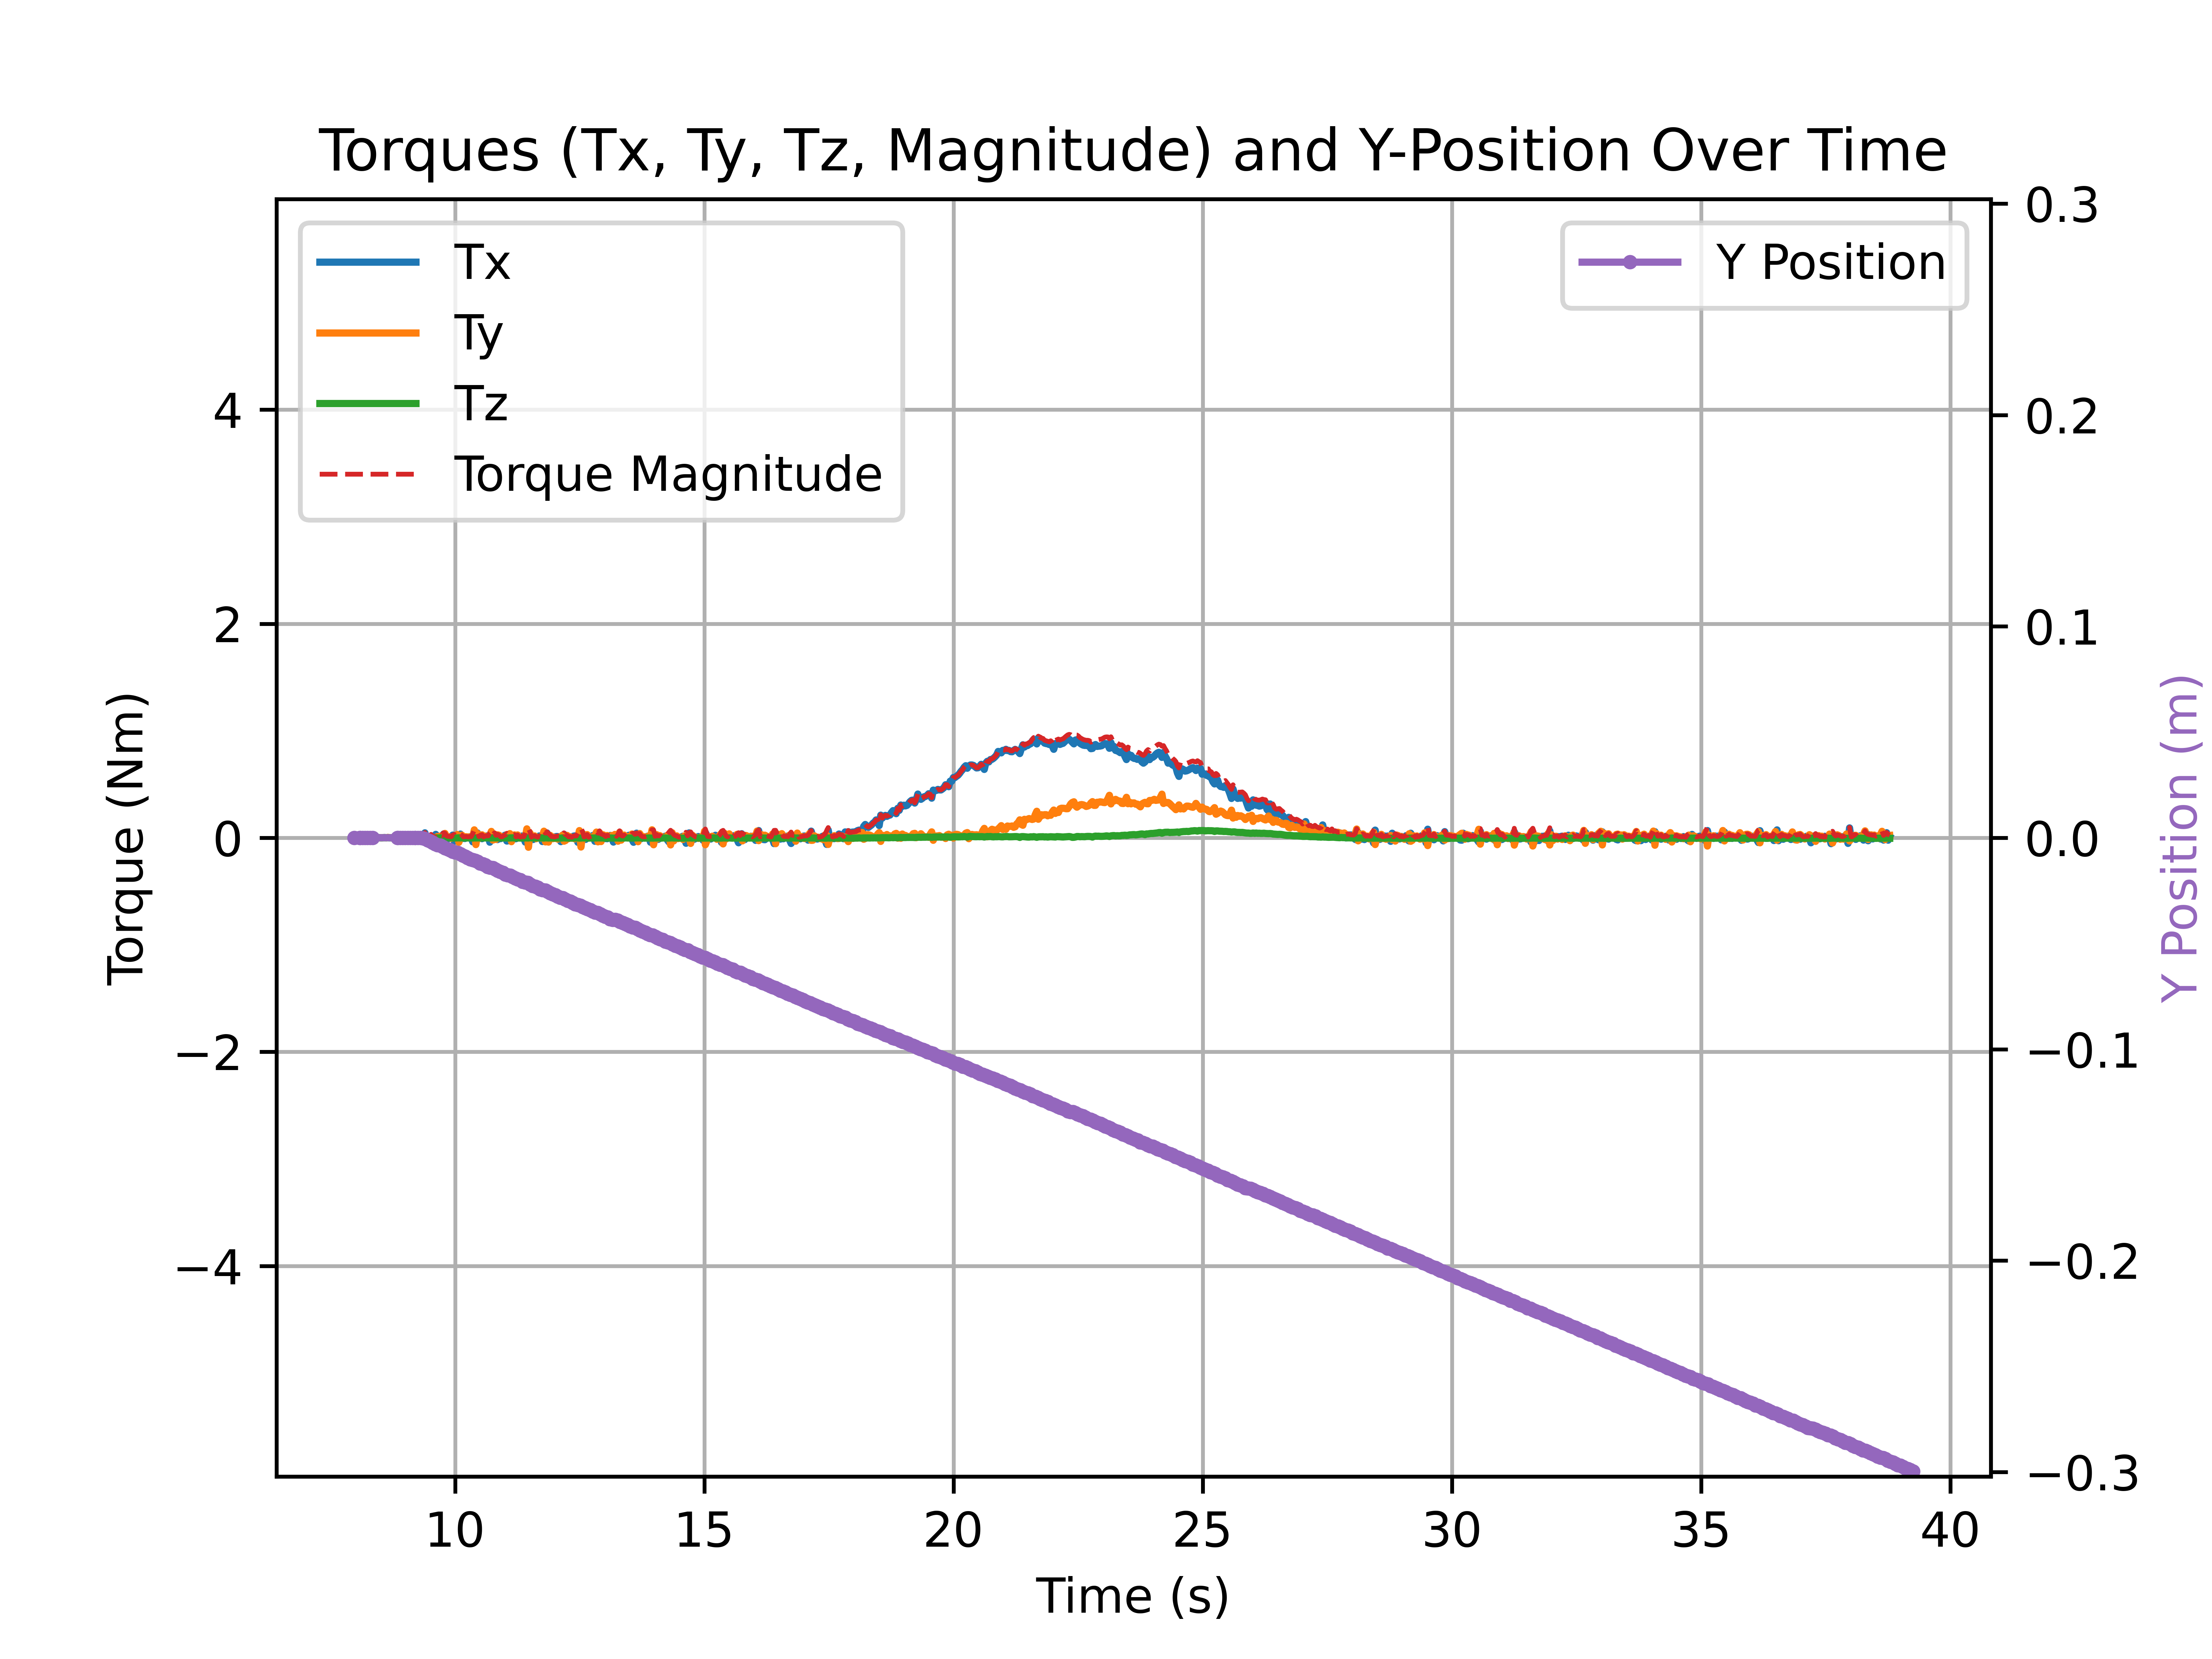 Torques (Tx, Ty, Tz, Magnitude) and Y-Position Over Time
Tx
Ty
Tz
Torque Magnitude
Y Position
Torque (Nm)
4
2
0
−2
−4
0.3
0.2
0.1
0.0
−0.1
−0.2
−0.3
Y Position (m)
10 15 20 25 30 35 40
Time (s)